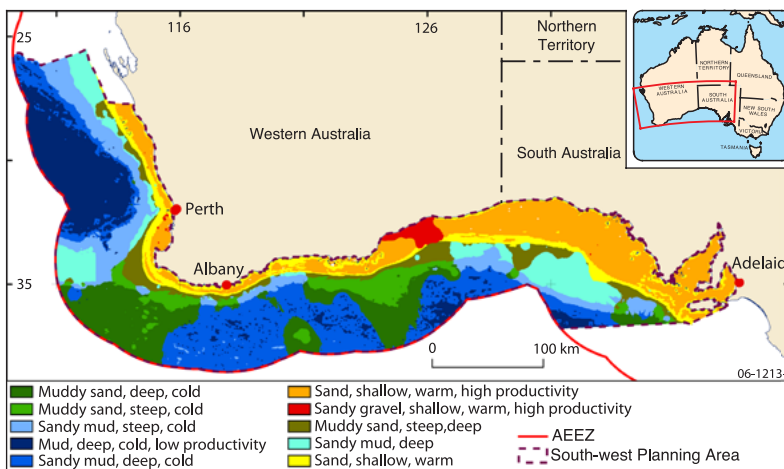 116
126
25
35
Northern
Territory
Western Australia
South Australia
Perth
Albany
Adelaid
NORTHERN
TERRITORY
QUEENSLAND
WESTERN
AUSTRALIA
SOUTH
AUSTRALIA
NEW SOUTH
WALES
VICTORI
TASMANIA
0
100 km
06-1213-
Muddy sand, deep, cold
Muddy sand, steep, cold
Sandy mud, steep, cold
Mud, deep, cold, low productivity
Sandy mud, deep, cold
Sand, shallow, warm, high productivity
Sandy gravel, shallow, warm, high productivity
Muddy sand, steep,deep
Sandy mud, deep
Sand, shallow, warm
AEEZ
South-west Planning Area